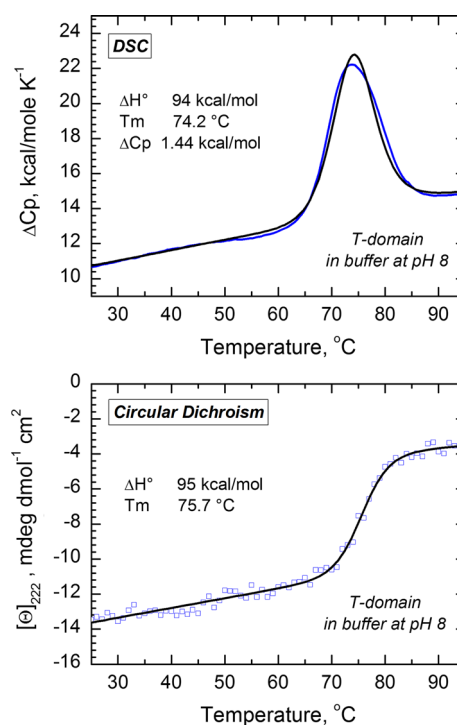 DSC
ΔH° 94 kcal/mol
Tm 74.2 °C
ΔCp 1.44 kcal/mol
T-domain
in buffer at pH 8
ΔCp, kcal/mole K⁻¹
24
22
20
18
16
14
12
10
30 40 50 60 70 80 90
Temperature, °C
Circular Dichroism
ΔH° 95 kcal/mol
Tm 75.7 °C
T-domain
in buffer at pH 8
[Θ]₂₂₂ , mdeg dmol⁻¹ cm²
0
-2
-4
-6
-8
-10
-12
-14
-16
30 40 50 60 70 80 90
Temperature, °C